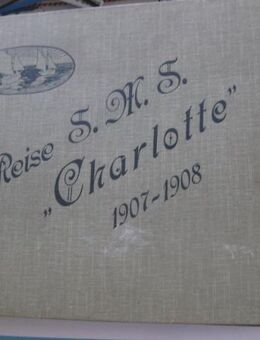 Reise S. M. S.
„Charlotte"
1907-1908